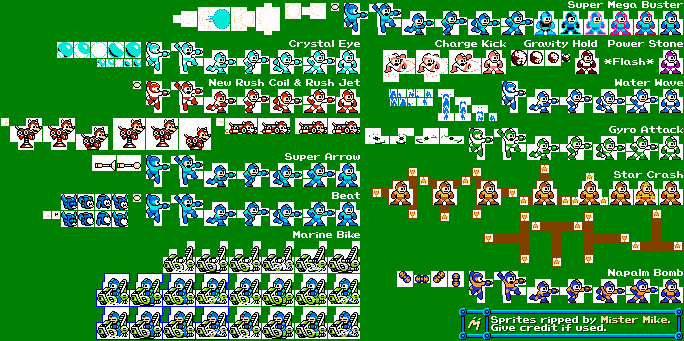 Super Mega Buster
Crystal Eye
Charge Kick
Gravity Hold
Power Stone
*Flash*
New Rush Coil & Rush Jet
Water Wave
Gyro Attack
Super Arrow
Star Crash
Beat
Marine Bike
Napalm Bomb
Sprites ripped by Mister Mike.
Give credit if used.